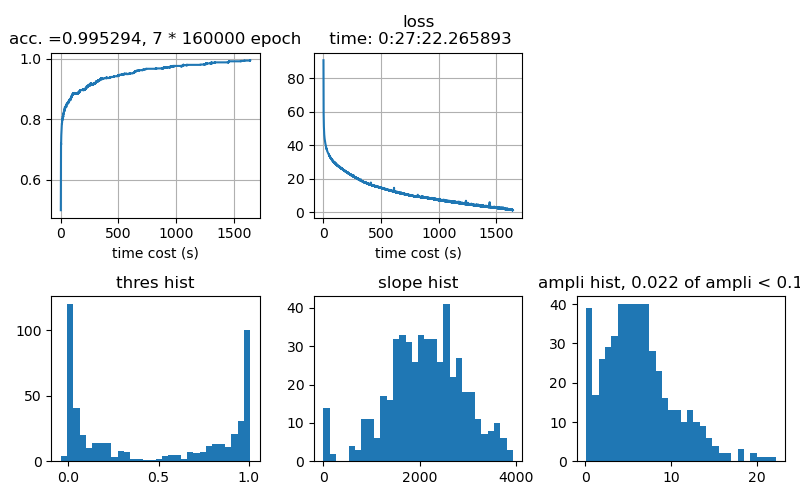 acc. =0.995294, 7 * 160000 epoch
1.0
0.8
0.6
0 500 1000 1500
time cost (s)
loss
time: 0:27:22.265893
80
60
40
20
0
0 500 1000 1500
time cost (s)
thres hist
100
50
0
0.0 0.5 1.0
slope hist
40
30
20
10
0
0 2000 4000
ampli hist, 0.022 of ampli < 0.1
40
30
20
10
0
0 10 20